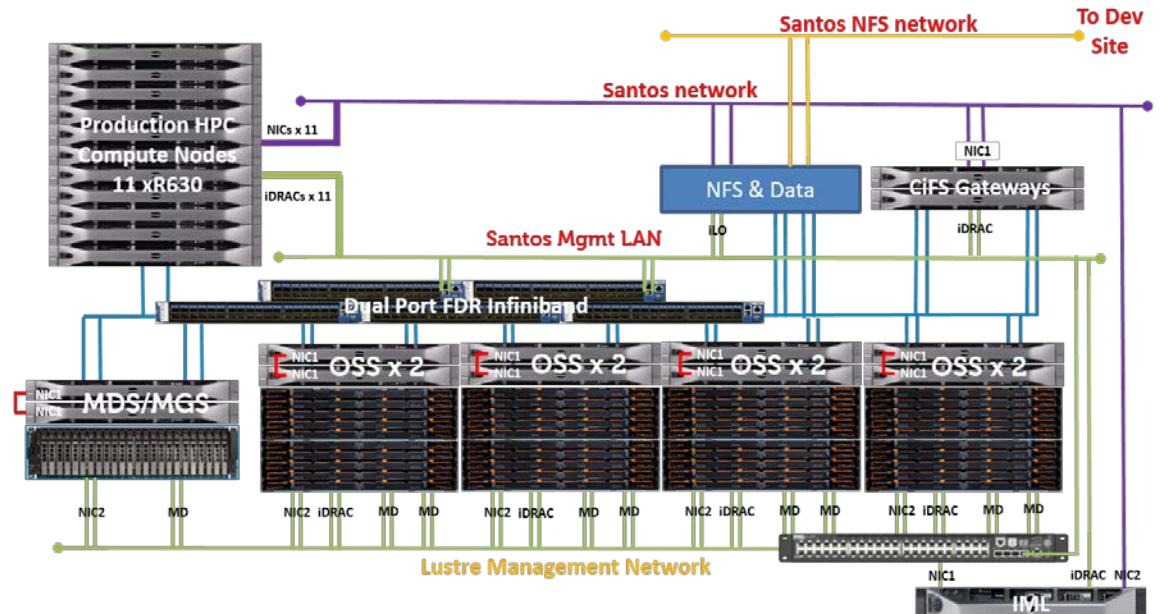 Santos NFS network
To Dev
Site
Santos network
Production HPC
Compute Nodes
11 xR630
NICs x 11
iDRACs x 11
NIC1
NFS & Data
CiFS Gateways
iLO
iDRAC
Santos Mgmt LAN
Dual Port FDR Infiniband
NIC1
NIC1
OSS x 2
NIC1
NIC1
OSS x 2
NIC1
NIC1
OSS x 2
NIC1
NIC1
OSS x 2
NIC1
NIC1
MDS/MGS
NIC2 MD
NIC2 iDRAC MD MD
NIC2 iDRAC MD MD
NIC2 iDRAC MD MD
NIC2 iDRAC MD MD
Lustre Management Network
NIC1
iDRAC NIC2
IML